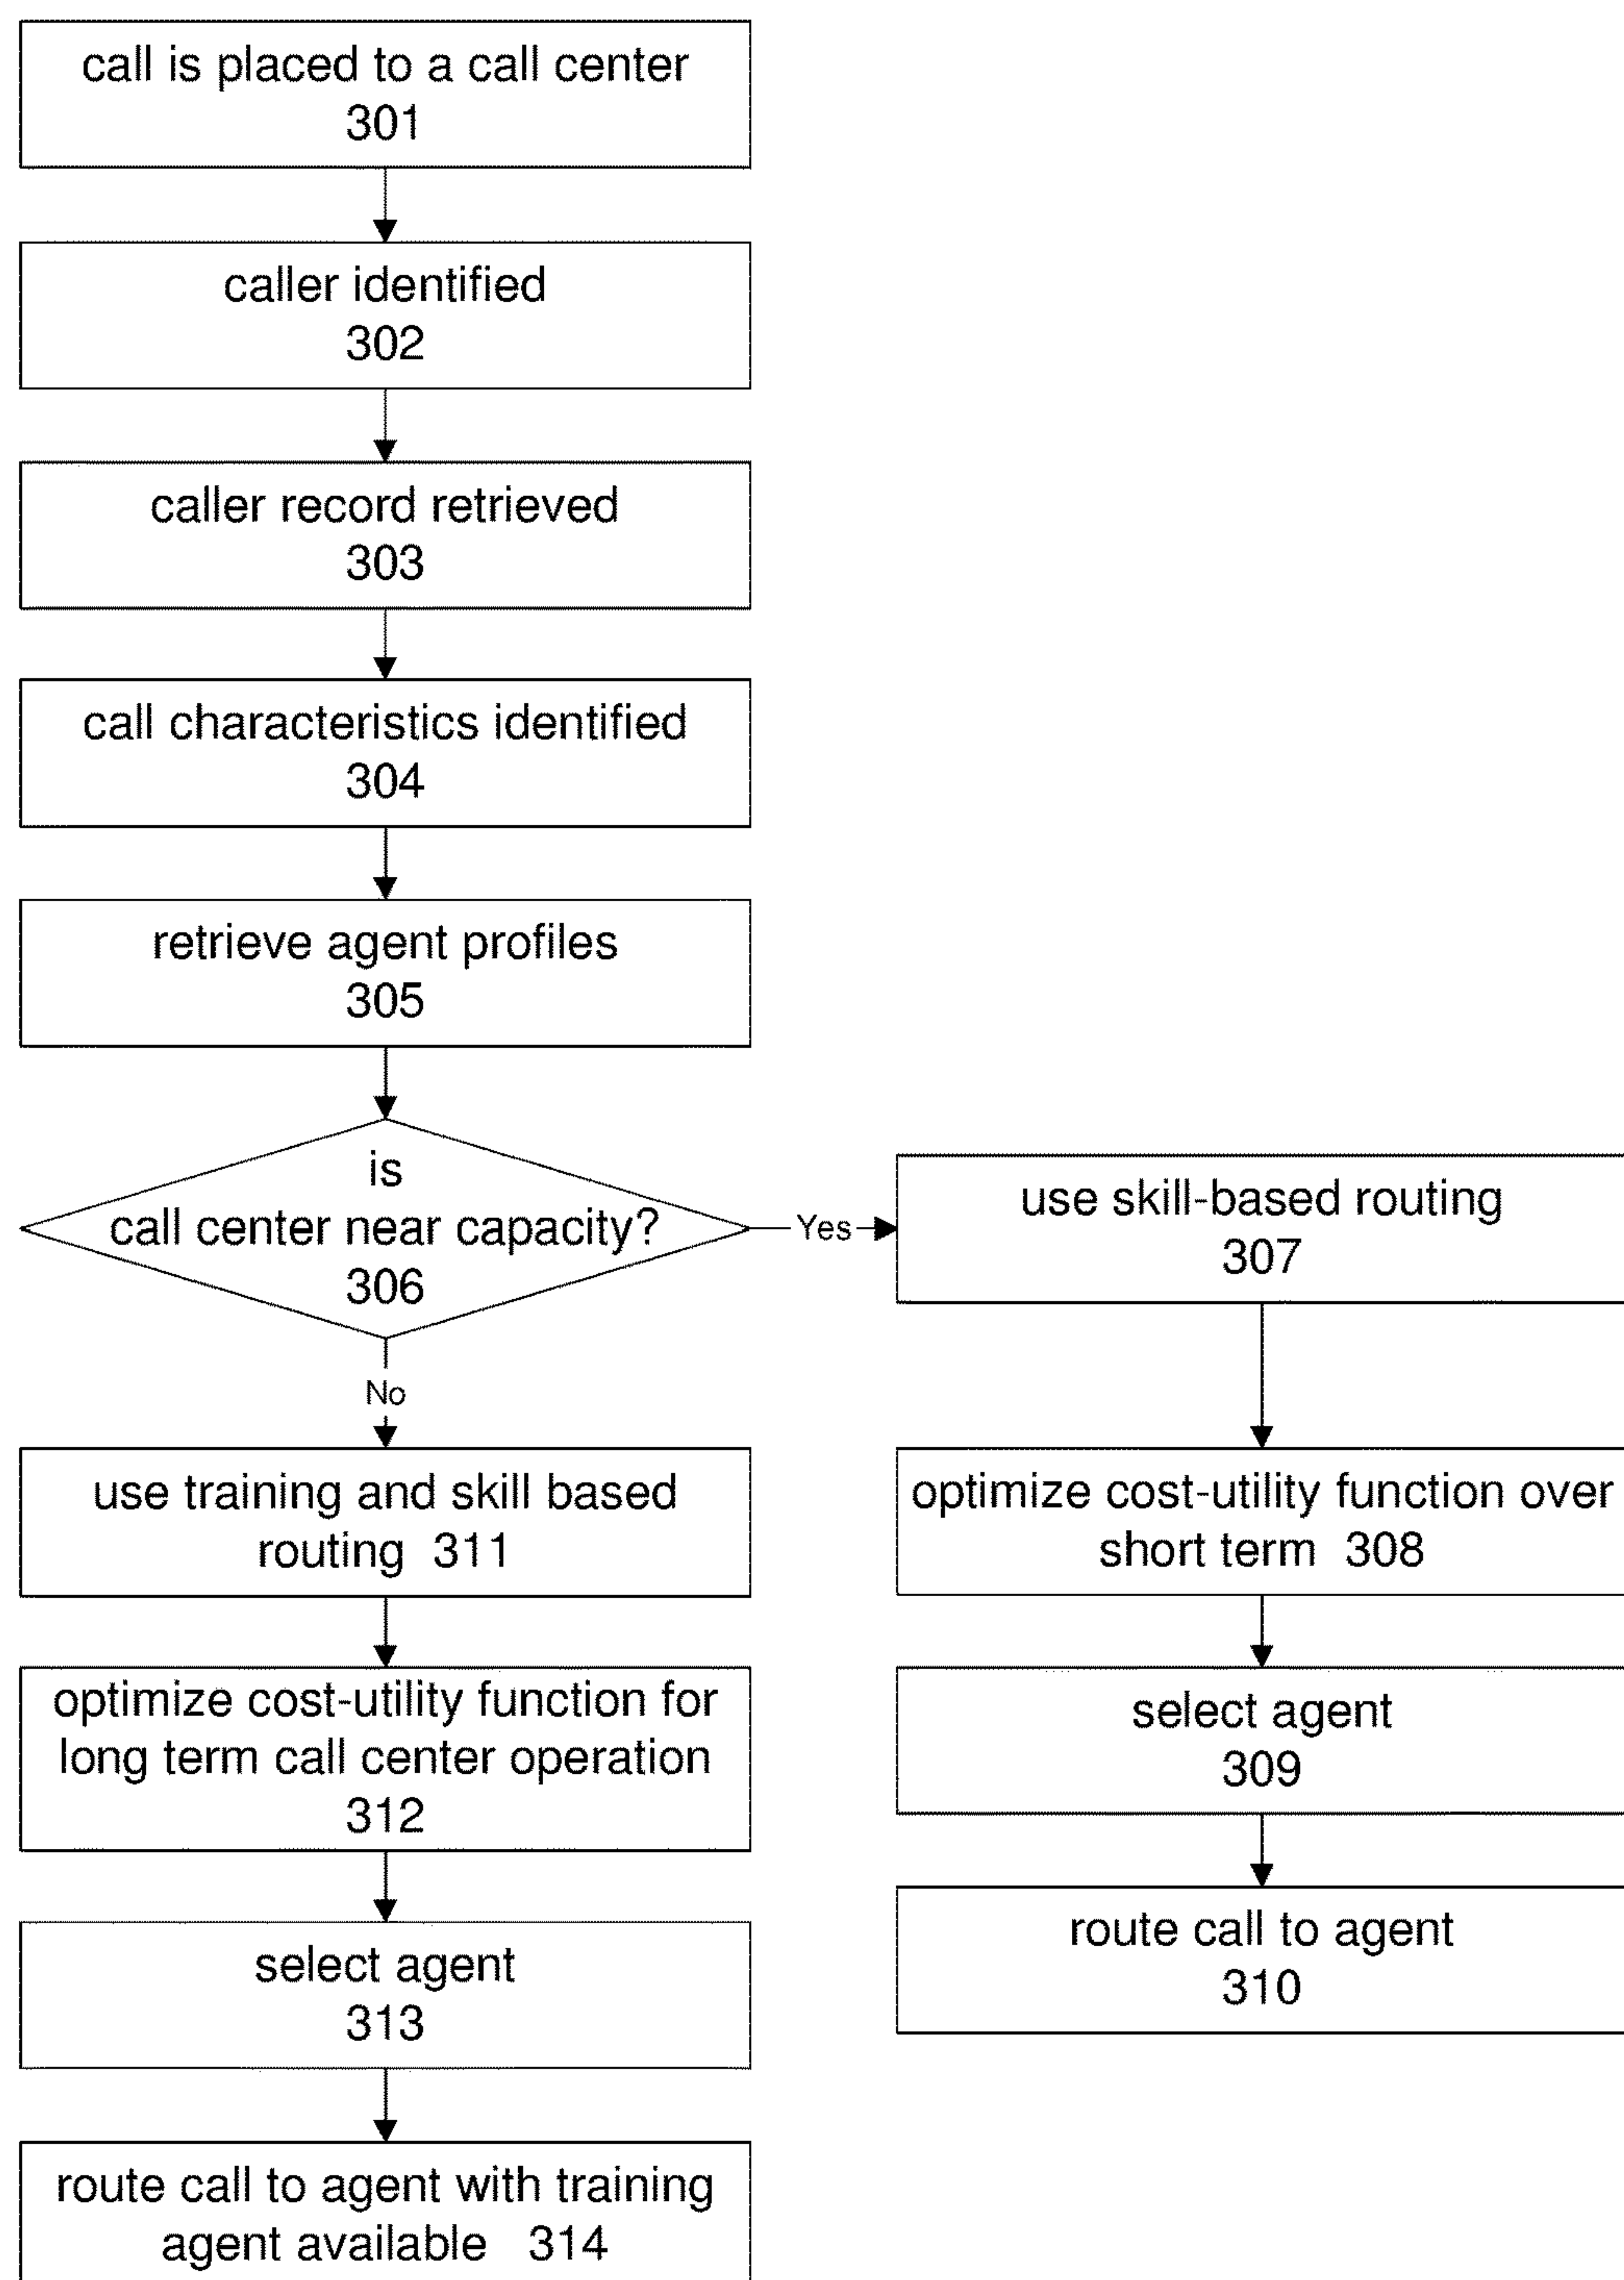 call is placed to a call center
301
caller identified
302
caller record retrieved
303
call characteristics identified
304
retrieve agent profiles
305
is
call center near capacity?
306
Yes
use skill-based routing
307
No
use training and skill based
routing 311
optimize cost-utility function over
short term 308
optimize cost-utility function for
long term call center operation
312
select agent
309
route call to agent
310
select agent
313
route call to agent with training
agent available 314